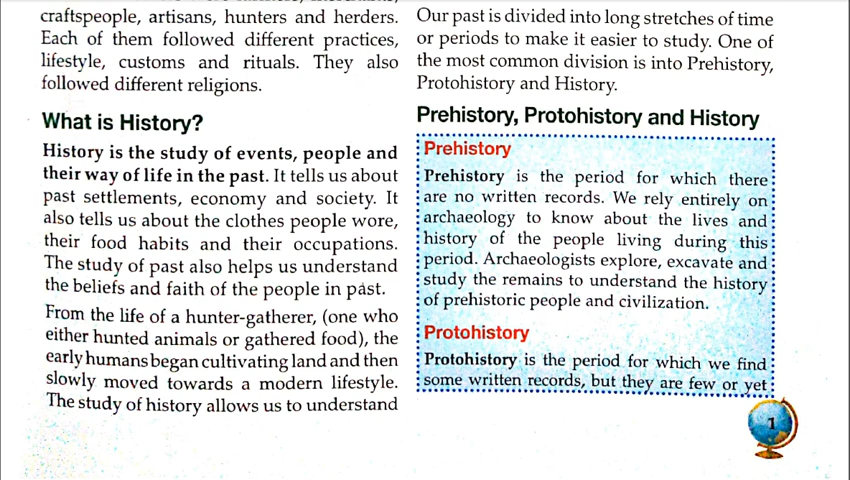 craftspeople, artisans, hunters and herders.
Each of them followed different practices,
lifestyle, customs and rituals. They also
followed different religions.
What is History?
History is the study of events, people and
their way of life in the past. It tells us about
past settlements, economy and society. It
also tells us about the clothes people wore,
their food habits and their occupations.
The study of past also helps us understand
the beliefs and faith of the people in past.
From the life of a hunter-gatherer, (one who
either hunted animals or gathered food), the
early humans began cultivating land and then
slowly moved towards a modern lifestyle.
The study of history allows us to understand
Our past is divided into long stretches of time
or periods to make it easier to study. One of
the most common division is into Prehistory,
Protohistory and History.
Prehistory, Protohistory and History
Prehistory
Prehistory is the period for which there
are no written records. We rely entirely on
archaeology to know about the lives and
history of the people living during this
period. Archaeologists explore, excavate and
study the remains to understand the history
of prehistoric people and civilization.
Protohistory
Protohistory is the period for which we find
some written records, but they are few or yet
1